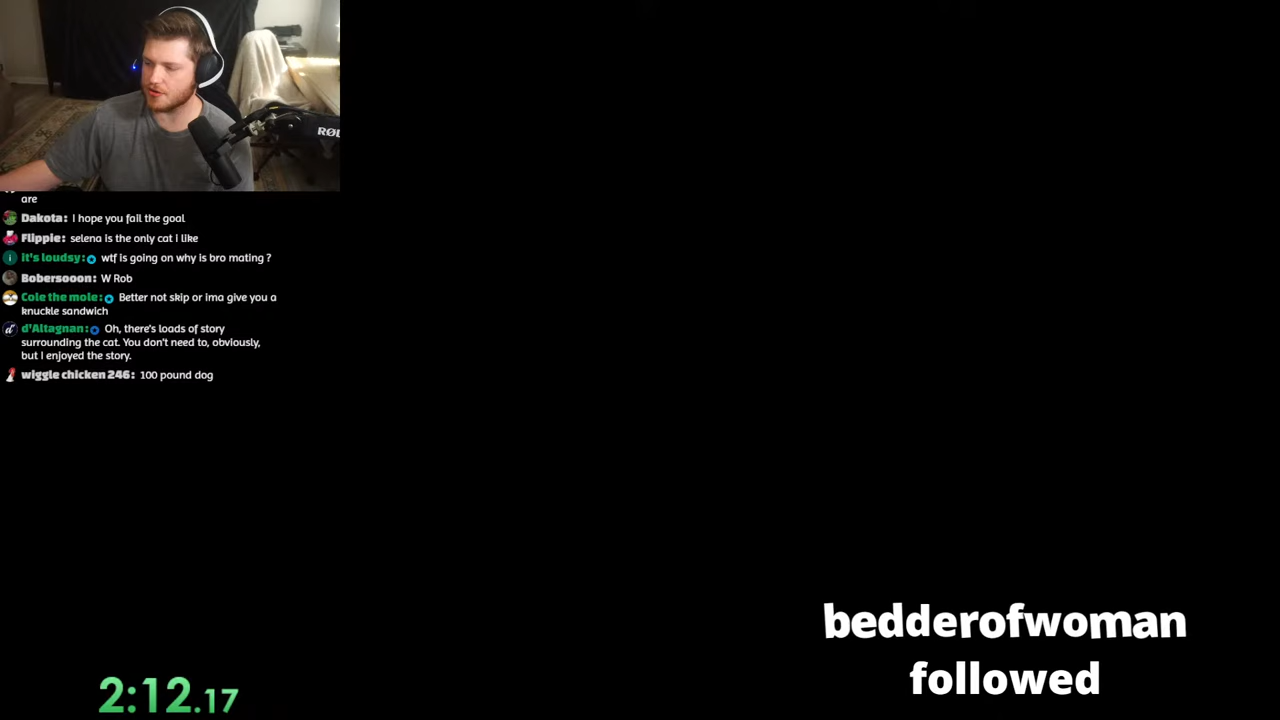 RØD
are
Dakota: I hope you fail the goal
Flippie: selena is the only cat I like
it's loudsy: wtf is going on why is bro mating ?
Bobersooon: W Rob
Cole the mole: Better not skip or ima give you a
knuckle sandwich
d'Altagnan: Oh, there's loads of story
surrounding the cat. You don't need to, obviously,
but I enjoyed the story.
wiggle chicken 246: 100 pound dog
bedderofwoman
followed
2:12.17